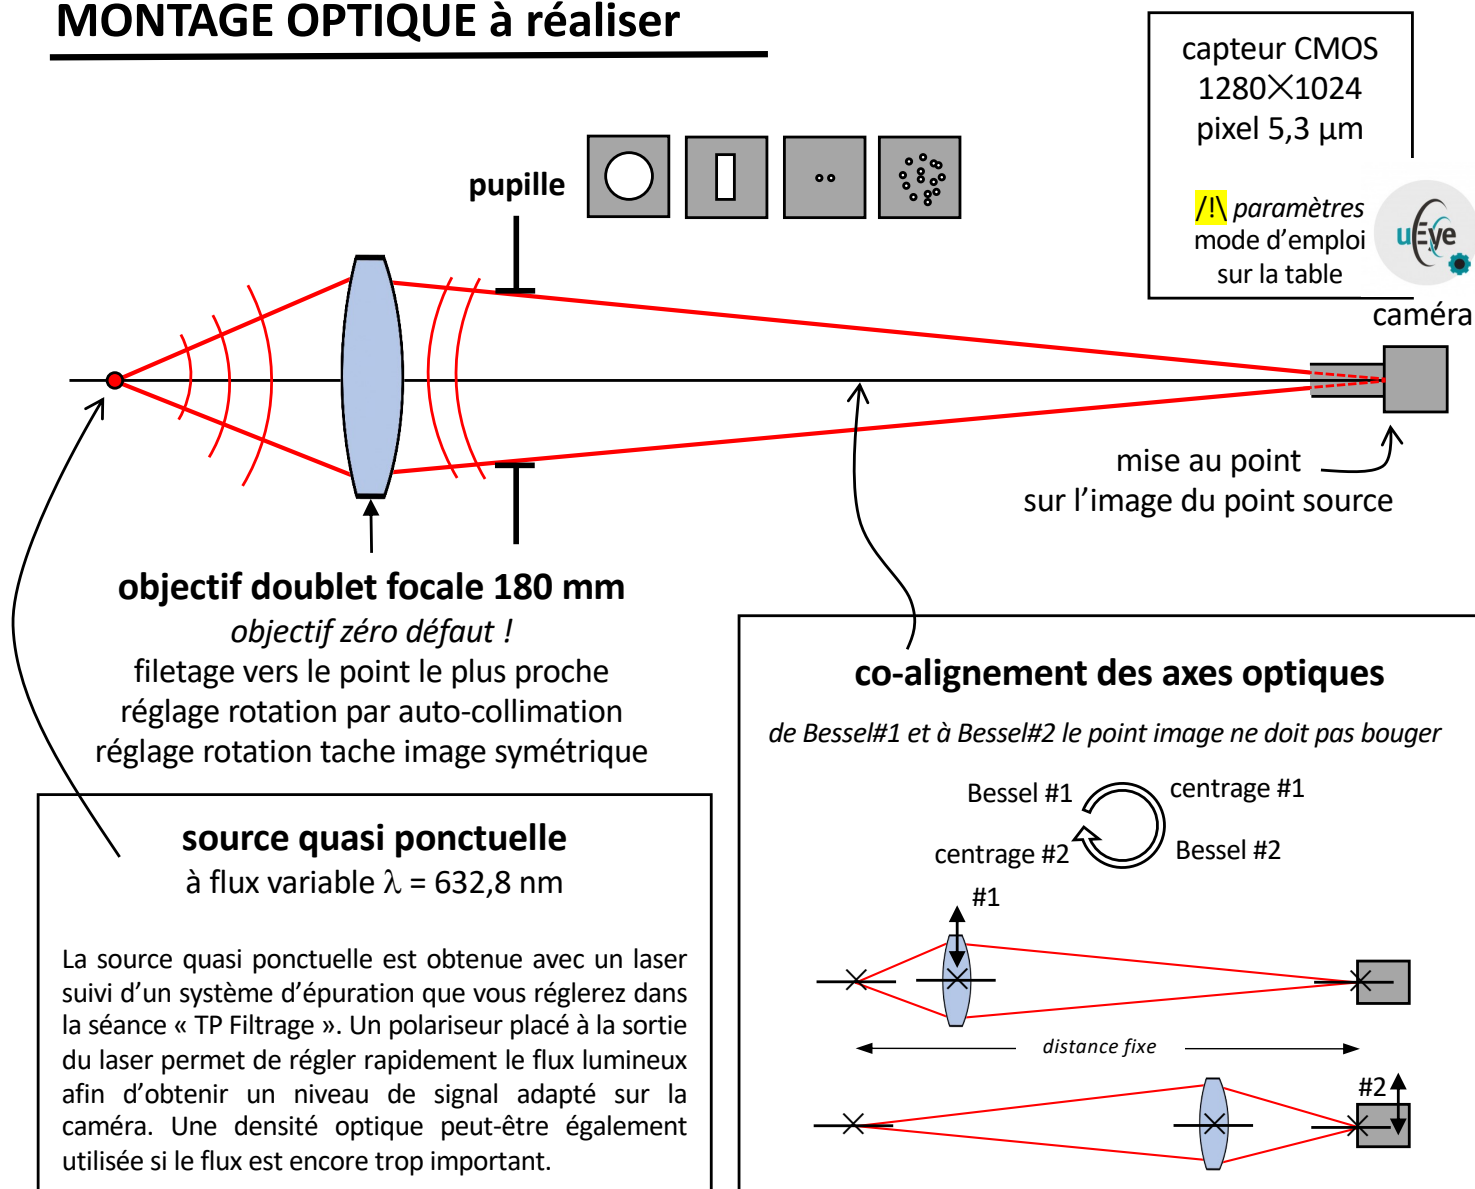 MONTAGE OPTIQUE à réaliser
capteur CMOS
1280×1024
pixel 5,3 µm
/!\ paramètres
mode d'emploi
sur la table
uEye
caméra
pupille
mise au point
sur l'image du point source
objectif doublet focale 180 mm
objectif zéro défaut !
filetage vers le point le plus proche
réglage rotation par auto-collimation
réglage rotation tache image symétrique
source quasi ponctuelle
à flux variable λ = 632,8 nm
La source quasi ponctuelle est obtenue avec un laser
suivi d'un système d'épuration que vous réglerez dans
la séance « TP Filtrage ». Un polariseur placé à la sortie
du laser permet de régler rapidement le flux lumineux
afin d'obtenir un niveau de signal adapté sur la
caméra. Une densité optique peut-être également
utilisée si le flux est encore trop important.
co-alignement des axes optiques
de Bessel#1 et à Bessel#2 le point image ne doit pas bouger
Bessel #1
centrage #1
centrage #2
Bessel #2
#1
distance fixe
#2